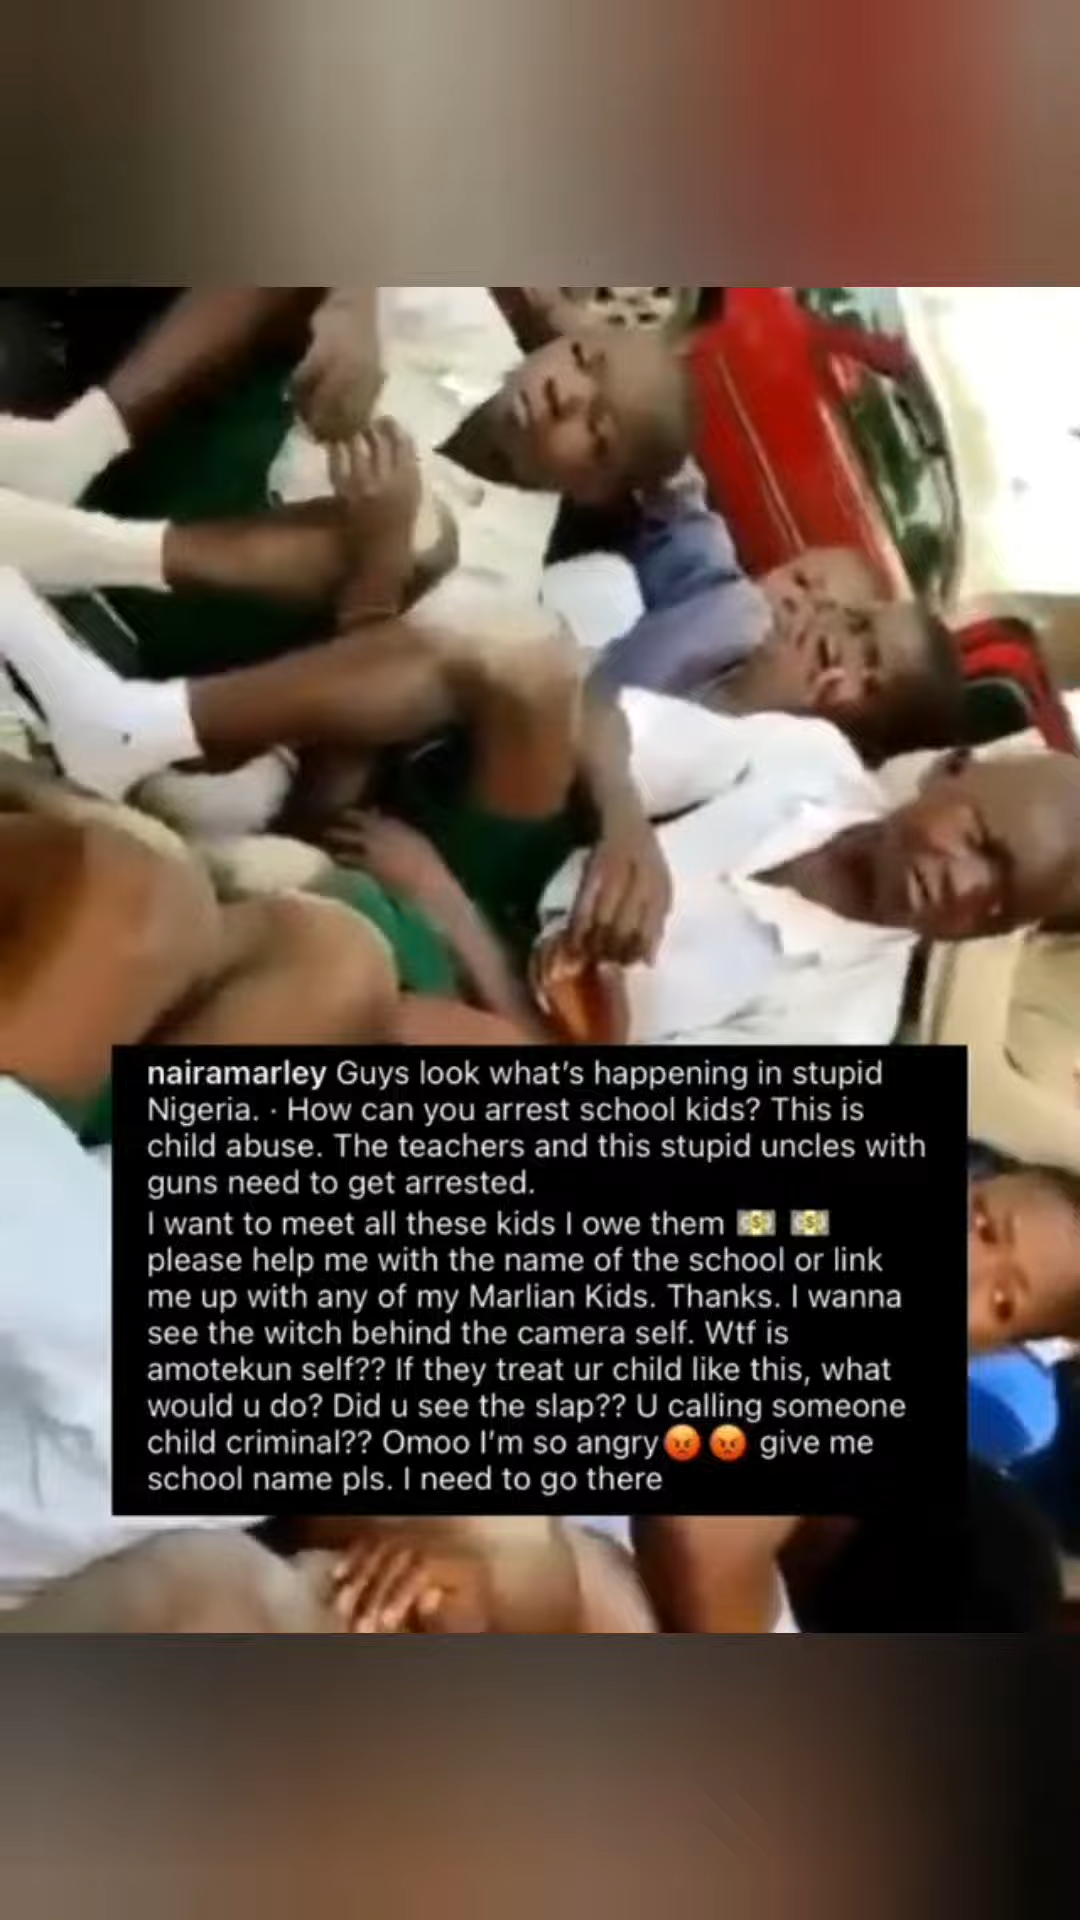 nairamarley Guys look what's happening in stupid
Nigeria. · How can you arrest school kids? This is
child abuse. The teachers and this stupid uncles with
guns need to get arrested.
I want to meet all these kids I owe them 💵 💵
please help me with the name of the school or link
me up with any of my Marlian Kids. Thanks. I wanna
see the witch behind the camera self. Wtf is
amotekun self?? If they treat ur child like this, what
would u do? Did u see the slap?? U calling someone
child criminal?? Omoo I'm so angry😡😡 give me
school name pls. I need to go there